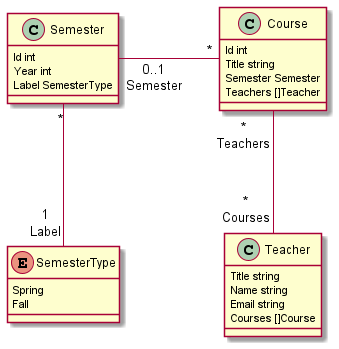 C Semester
Id int
Year int
Label SemesterType
C Course
Id int
Title string
Semester Semester
Teachers []Teacher
*
0..1
Semester
*
*
Teachers
1
Label
*
Courses
E SemesterType
Spring
Fall
C Teacher
Title string
Name string
Email string
Courses []Course